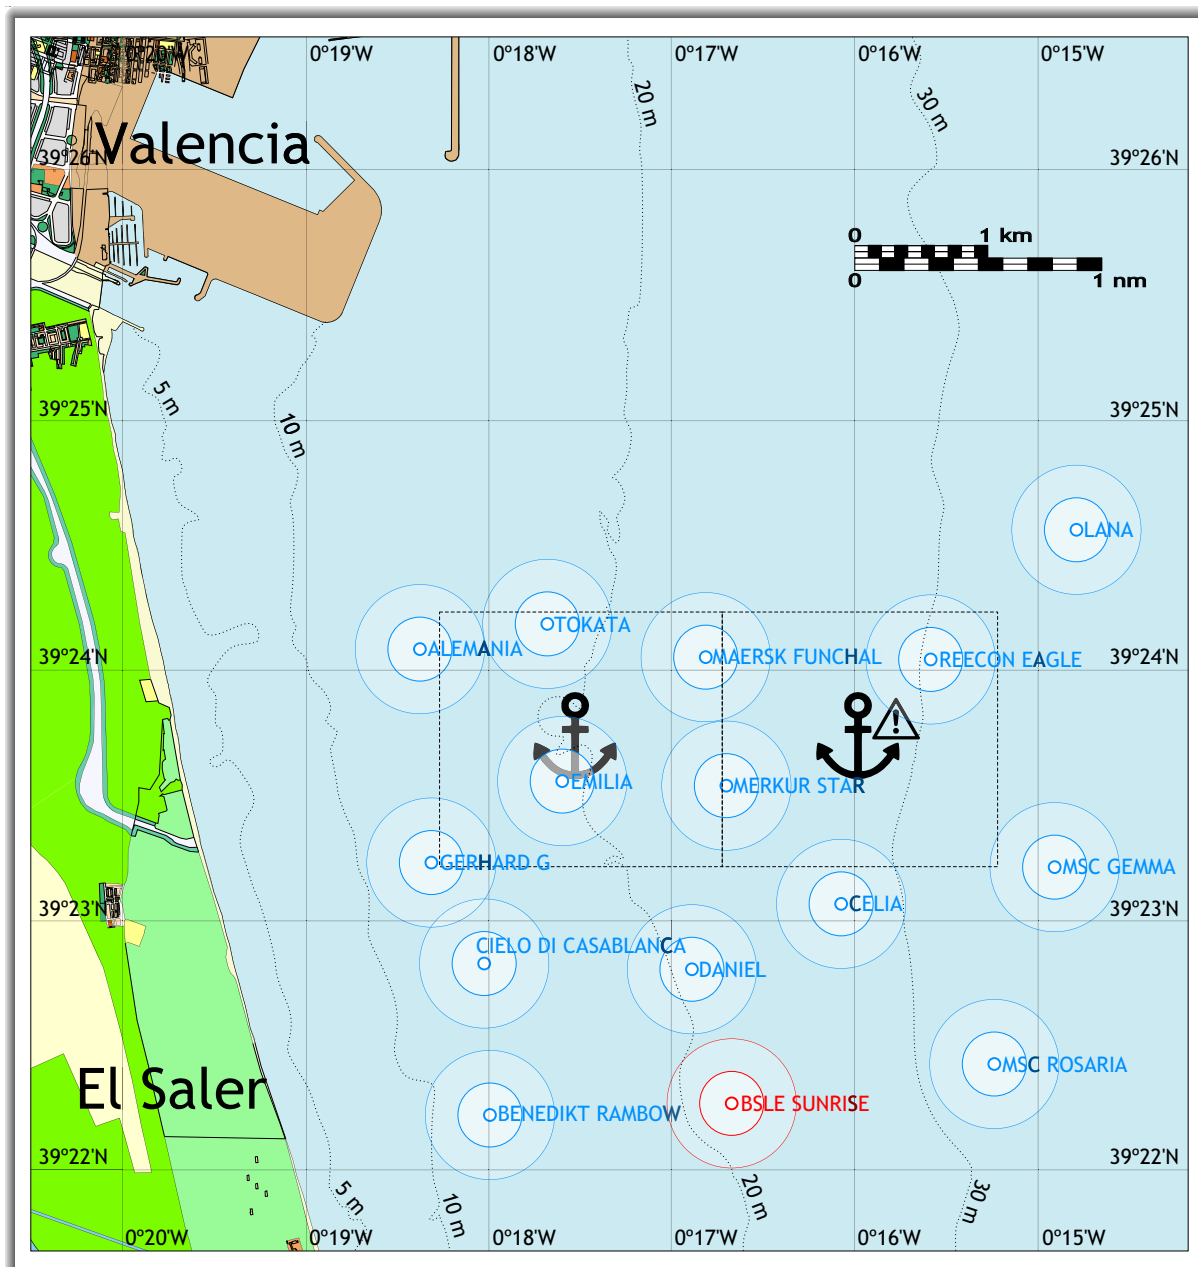 0°20'W 0°19'W 0°18'W 0°17'W 0°16'W 0°15'W
20 m
30 m
Valencia
39°26'N 39°26'N
0 1 km
0 1 nm
5 m
10 m
39°25'N 39°25'N
LANA
TOKATA
ALEMANIA
MAERSK FUNCHAL
REECON EAGLE
39°24'N 39°24'N
!
EMILIA
MERKUR STAR
GERHARD G
MSC GEMMA
CELIA
39°23'N 39°23'N
CIELO DI CASABLANCA
DANIEL
MSC ROSARIA
El Saler
BSLE SUNRISE
BENEDIKT RAMBOW
39°22'N 39°22'N
5 m
10 m
20 m
30 m
0°20'W 0°19'W 0°18'W 0°17'W 0°16'W 0°15'W